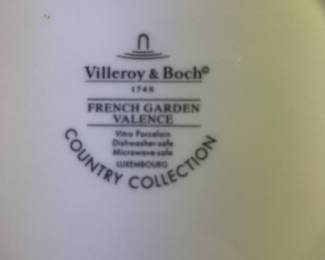 Villeroy & Boch©
1748
FRENCH GARDEN
VALENCE
Vitro Porcelain
Dishwasher-safe
Microwave-safe
LUXEMBOURG
COUNTRY COLLECTION